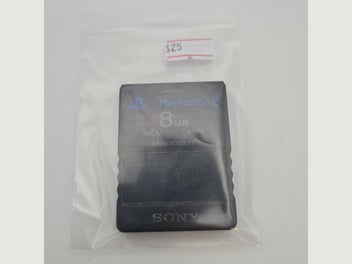 $25
PlayStation 2
8MB
MEMORY CARD
SONY